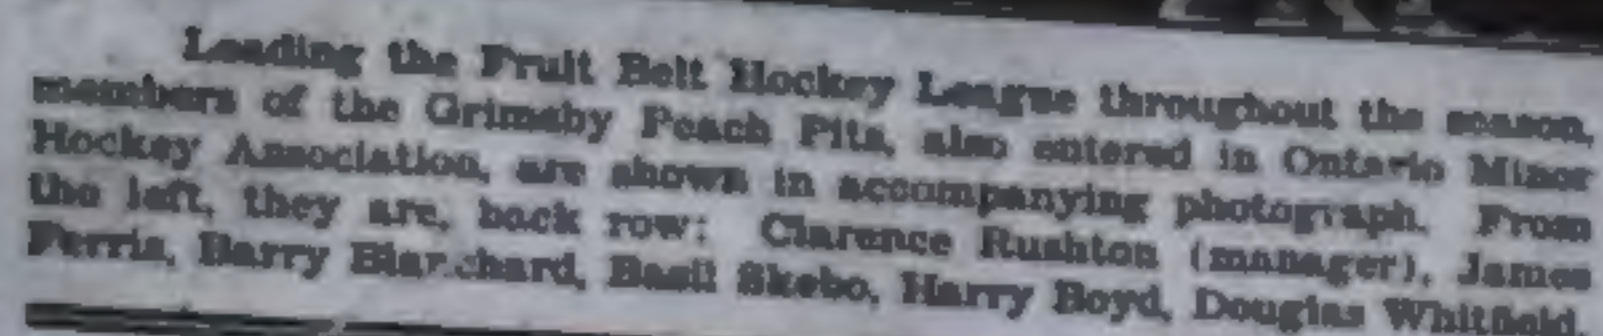 Leading the Fruit Belt Hockey League throughout the season,
members of the Grimsby Peach Pits, also entered in Ontario Minor
Hockey Association, are shown in accompanying photograph. From
the left, they are, back row: Clarence Rushton (manager), James
Ferris, Barry Blanchard, Basil Skebo, Harry Boyd, Douglas Whitfield,